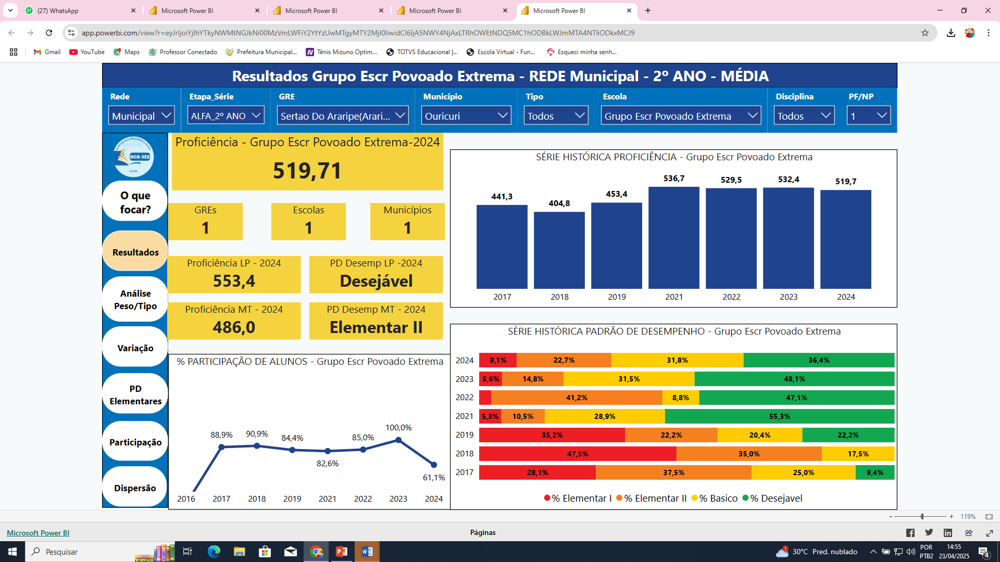 (27) WhatsApp
Microsoft Power BI
Microsoft Power BI
Microsoft Power BI
Microsoft Power BI
Gmail
YouTube
Maps
Professor Conectado
Prefeitura Municipal...
Tênis Mizuno Optim...
TOTVS Educacional |...
Escola Virtual - Fun...
Esqueci minha senh...
Resultados Grupo Escr Povoado Extrema - REDE Municipal - 2º ANO - MÉDIA
Rede
Etapa_Série
GRE
Município
Tipo
Escola
Disciplina
PF/NP
Municipal
ALFA_2º ANO
Sertao Do Araripe(Arari...
Ouricuri
Todos
Grupo Escr Povoado Extrema
Todos
1
NGR-SEE
O que
focar?
Resultados
Análise
Peso/Tipo
Variação
PD
Elementares
Participação
Dispersão
Proficiência - Grupo Escr Povoado Extrema-2024
519,71
GREs
1
Escolas
1
Municípios
1
Proficiência LP - 2024
553,4
PD Desemp LP -2024
Desejável
Proficiência MT - 2024
486,0
PD Desemp MT - 2024
Elementar II
% PARTICIPAÇÃO DE ALUNOS - Grupo Escr Povoado Extrema
88,9%
90,9%
84,4%
82,6%
85,0%
100,0%
61,1%
2016 2017 2018 2019 2021 2022 2023 2024
SÉRIE HISTÓRICA PROFICIÊNCIA - Grupo Escr Povoado Extrema
441,3
404,8
453,4
536,7
529,5
532,4
519,7
2017 2018 2019 2021 2022 2023 2024
SÉRIE HISTÓRICA PADRÃO DE DESEMPENHO - Grupo Escr Povoado Extrema
2024 9,1% 22,7% 31,8% 36,4%
2023 5,6% 14,8% 31,5% 48,1%
2022 41,2% 8,8% 47,1%
2021 5,3% 10,5% 28,9% 55,3%
2019 35,2% 22,2% 20,4% 22,2%
2018 47,5% 35,0% 17,5%
2017 28,1% 37,5% 25,0% 9,4%
% Elementar I % Elementar II % Basico % Desejavel
- + 119%
Microsoft Power BI
Páginas
Pesquisar
30°C Pred. nublado
POR
PTB2
14:55
23/04/2025
4